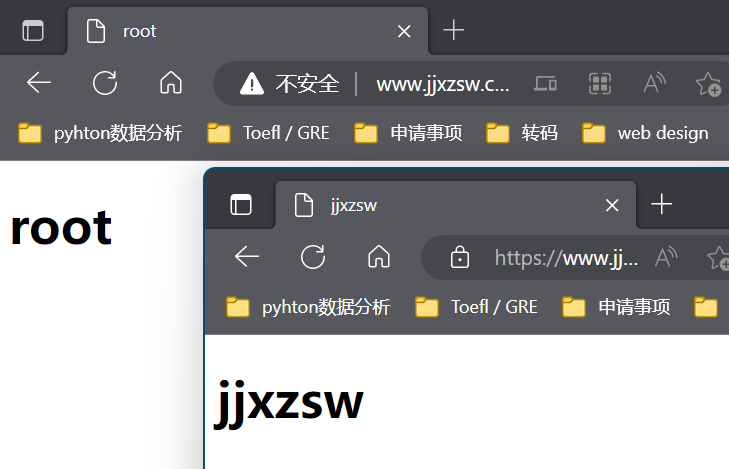 root
不安全 www.jjxzsw.c...
pyhton数据分析 Toefl / GRE 申请事项 转码 web design
root
jjxzsw
https://www.jj...
pyhton数据分析 Toefl / GRE 申请事项
jjxzsw